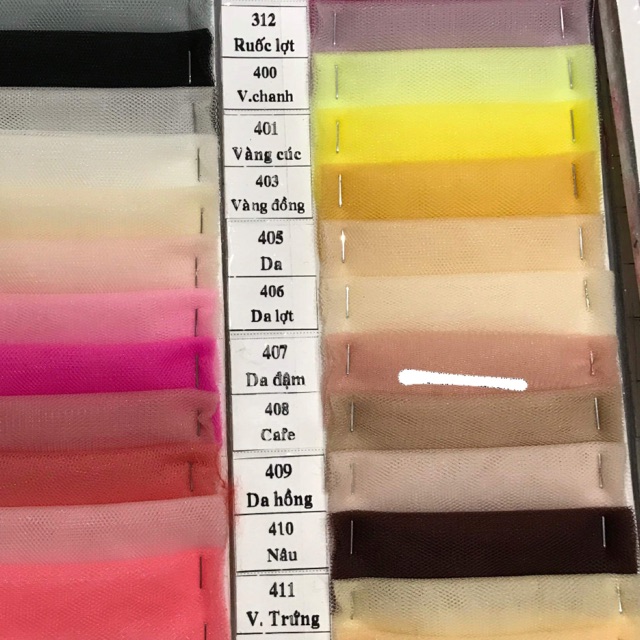 312
Ruốc lợt
400
V.chanh
401
Vàng cúc
403
Vàng đồng
405
Da
406
Da lợt
407
Da đậm
408
Cafe
409
Da hồng
410
Nâu
411
V. Trứng